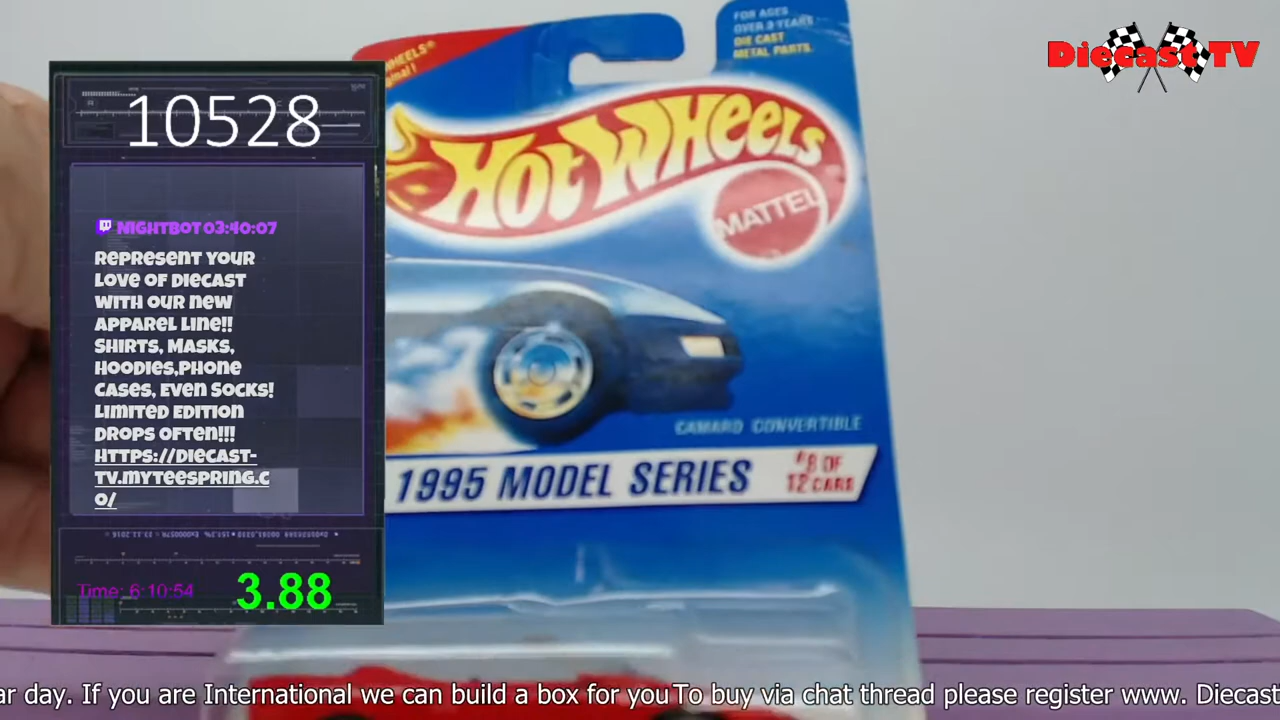 FOR AGES
OVER 3 YEARS
DIE CAST
METAL PARTS
HOT WHEELS
MATTEL
CAMARO CONVERTIBLE
1995 MODEL SERIES
#8 OF
12 CARS
Diecast TV
10528
NIGHTBOT 03:40:07
REPRESENT YOUR
LOVE OF DIECAST
WITH OUR NEW
APPAREL LINE!!
SHIRTS, MASKS,
HOODIES,PHONE
CASES, EVEN SOCKS!
LIMITED EDITION
DROPS OFTEN!!!
HTTPS://DIECAST-
TV.MYTEESPRING.C
O/
Time: 6:10:54
3.88
ar day. If you are International we can build a box for you To buy via chat thread please register www. Diecast